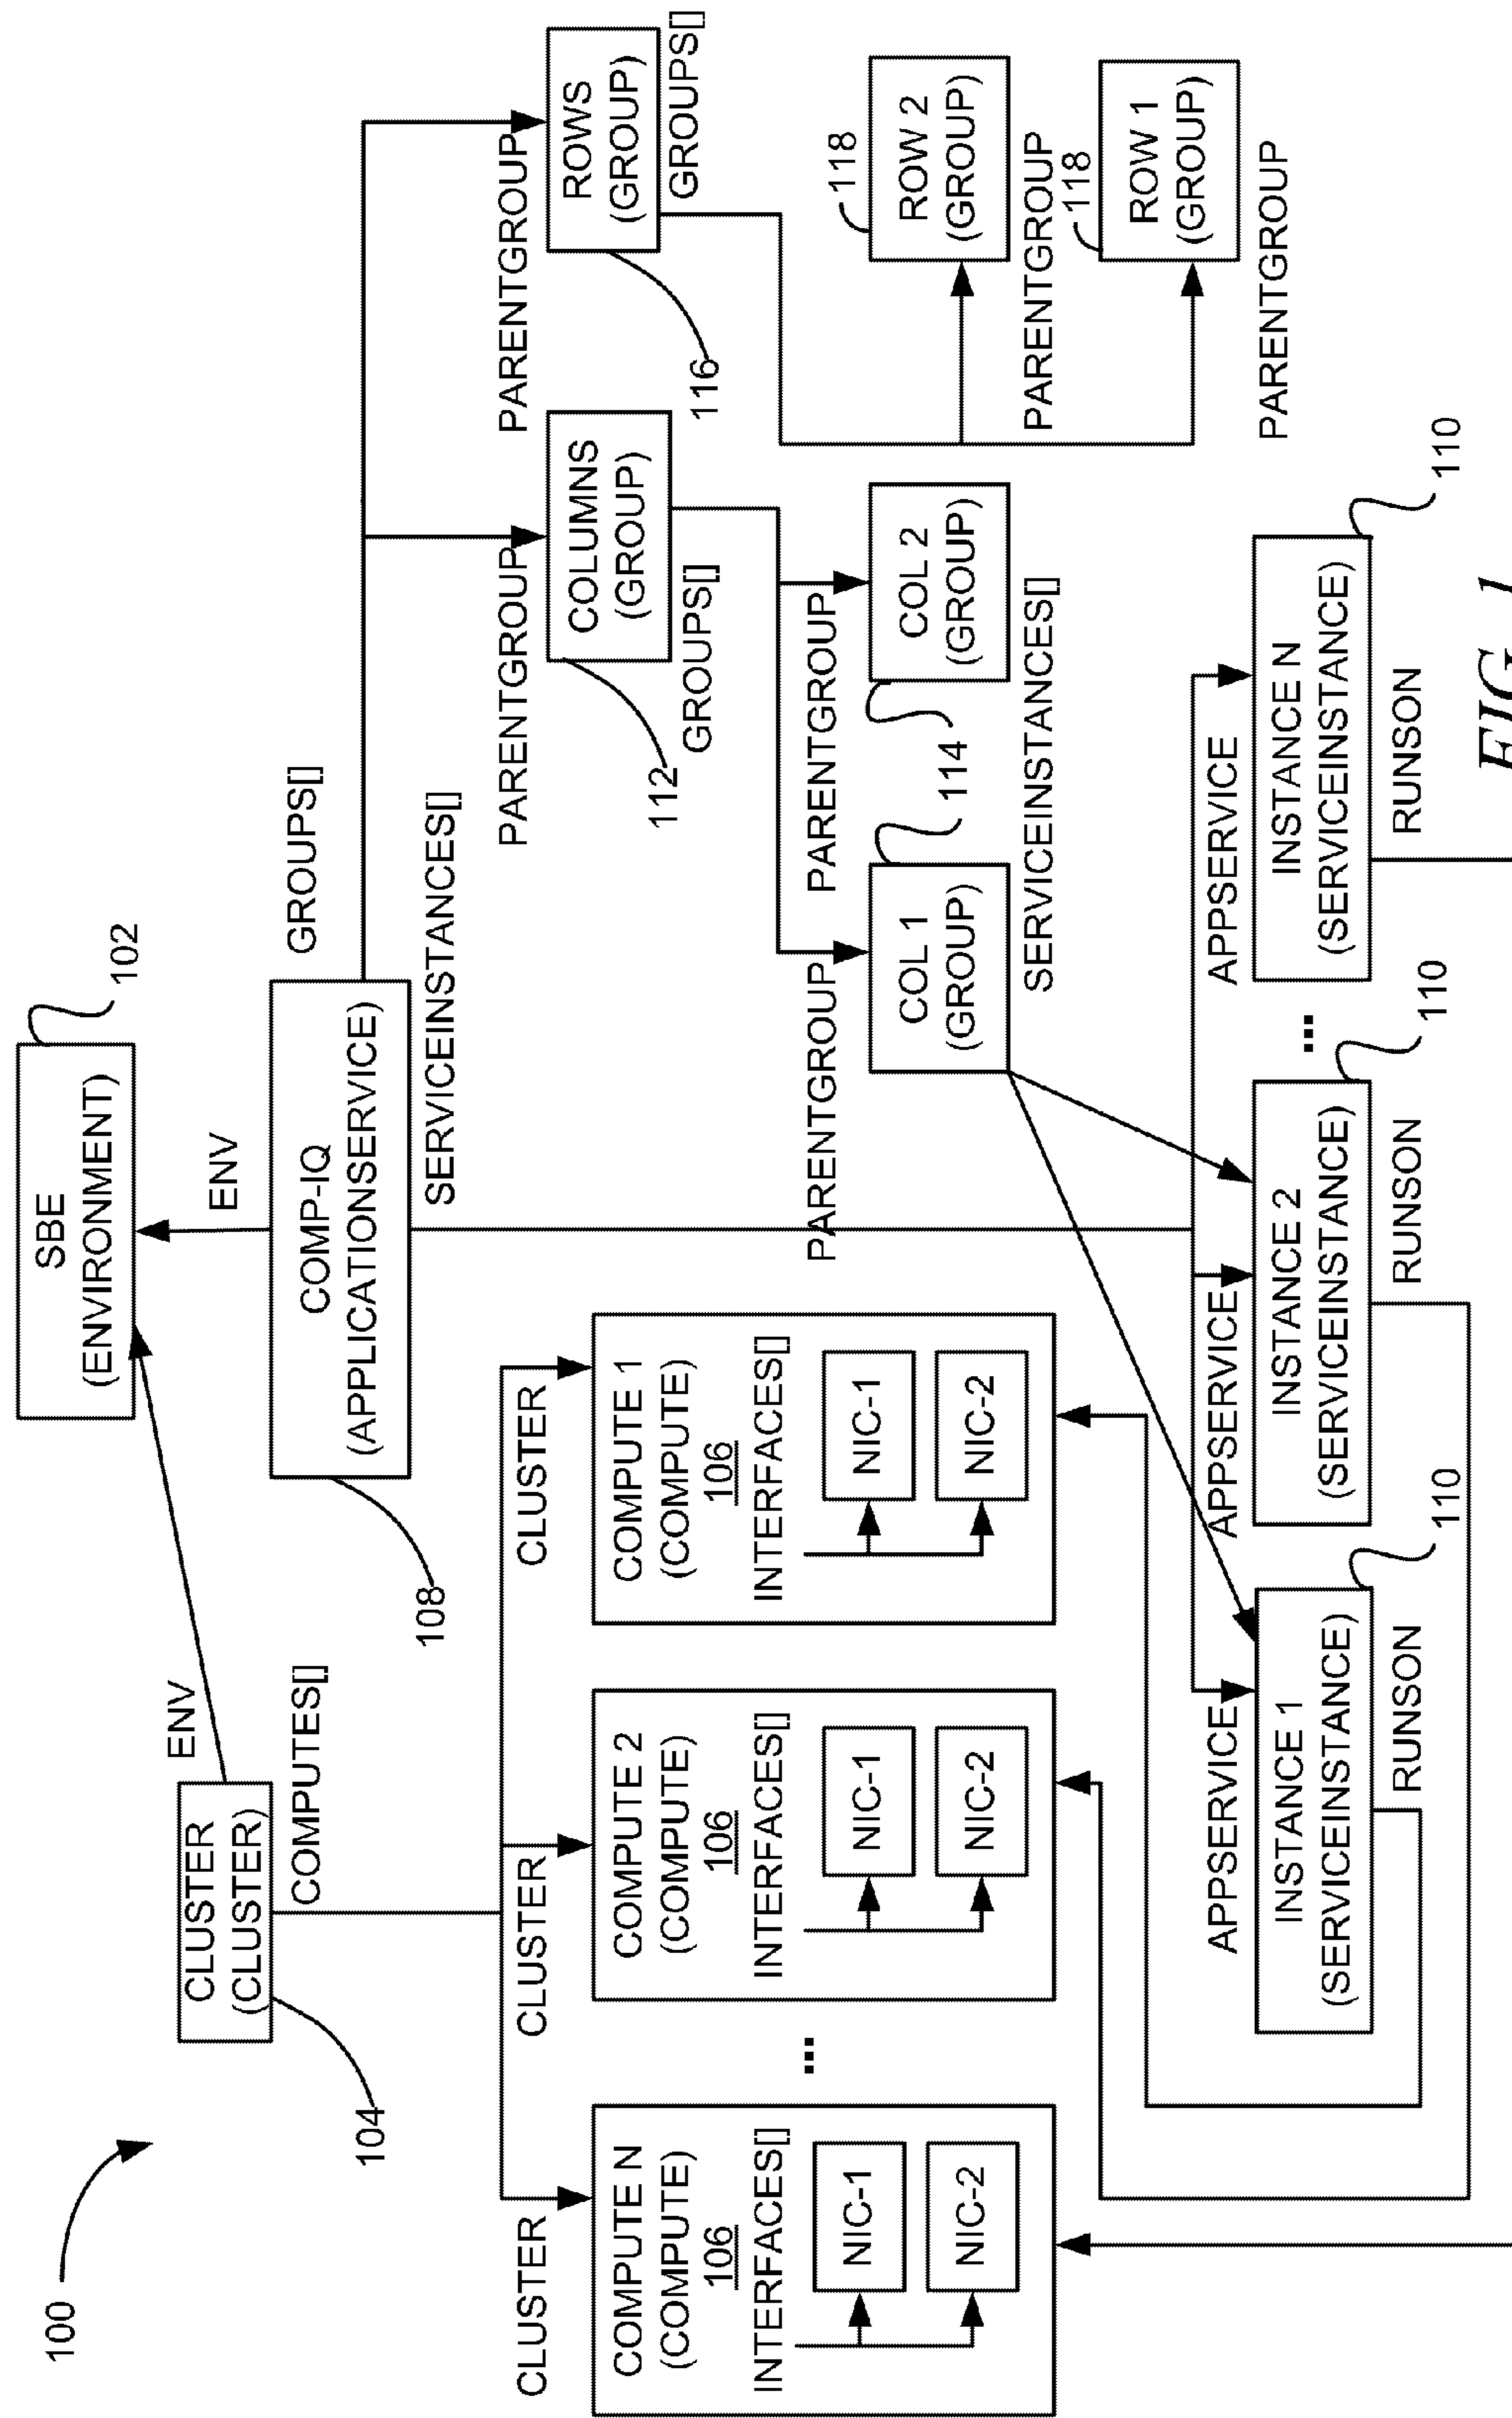 100
SBE
(ENVIRONMENT)
102
CLUSTER
(CLUSTER)
104
ENV
COMPUTES[]
ENV
COMP-IQ
(APPLICATIONSERVICE)
108
GROUPS[]
SERVICEINSTANCES[]
CLUSTER
CLUSTER
CLUSTER
PARENTGROUP
PARENTGROUP
COMPUTE N
(COMPUTE)
106
INTERFACES[]
NIC-1
NIC-2
...
COMPUTE 2
(COMPUTE)
106
INTERFACES[]
NIC-1
NIC-2
COMPUTE 1
(COMPUTE)
106
INTERFACES[]
NIC-1
NIC-2
COLUMNS
(GROUP)
112
GROUPS[]
ROWS
(GROUP)
116
GROUPS[]
PARENTGROUP
PARENTGROUP
COL 1
(GROUP)
114
COL 2
(GROUP)
SERVICEINSTANCES[]
118
ROW 2
(GROUP)
PARENTGROUP
118
ROW 1
(GROUP)
PARENTGROUP
APPSERVICE
APPSERVICE
APPSERVICE
INSTANCE 1
(SERVICEINSTANCE)
110
RUNSON
INSTANCE 2
(SERVICEINSTANCE)
110
RUNSON
...
INSTANCE N
(SERVICEINSTANCE)
110
RUNSON
FIG. 1